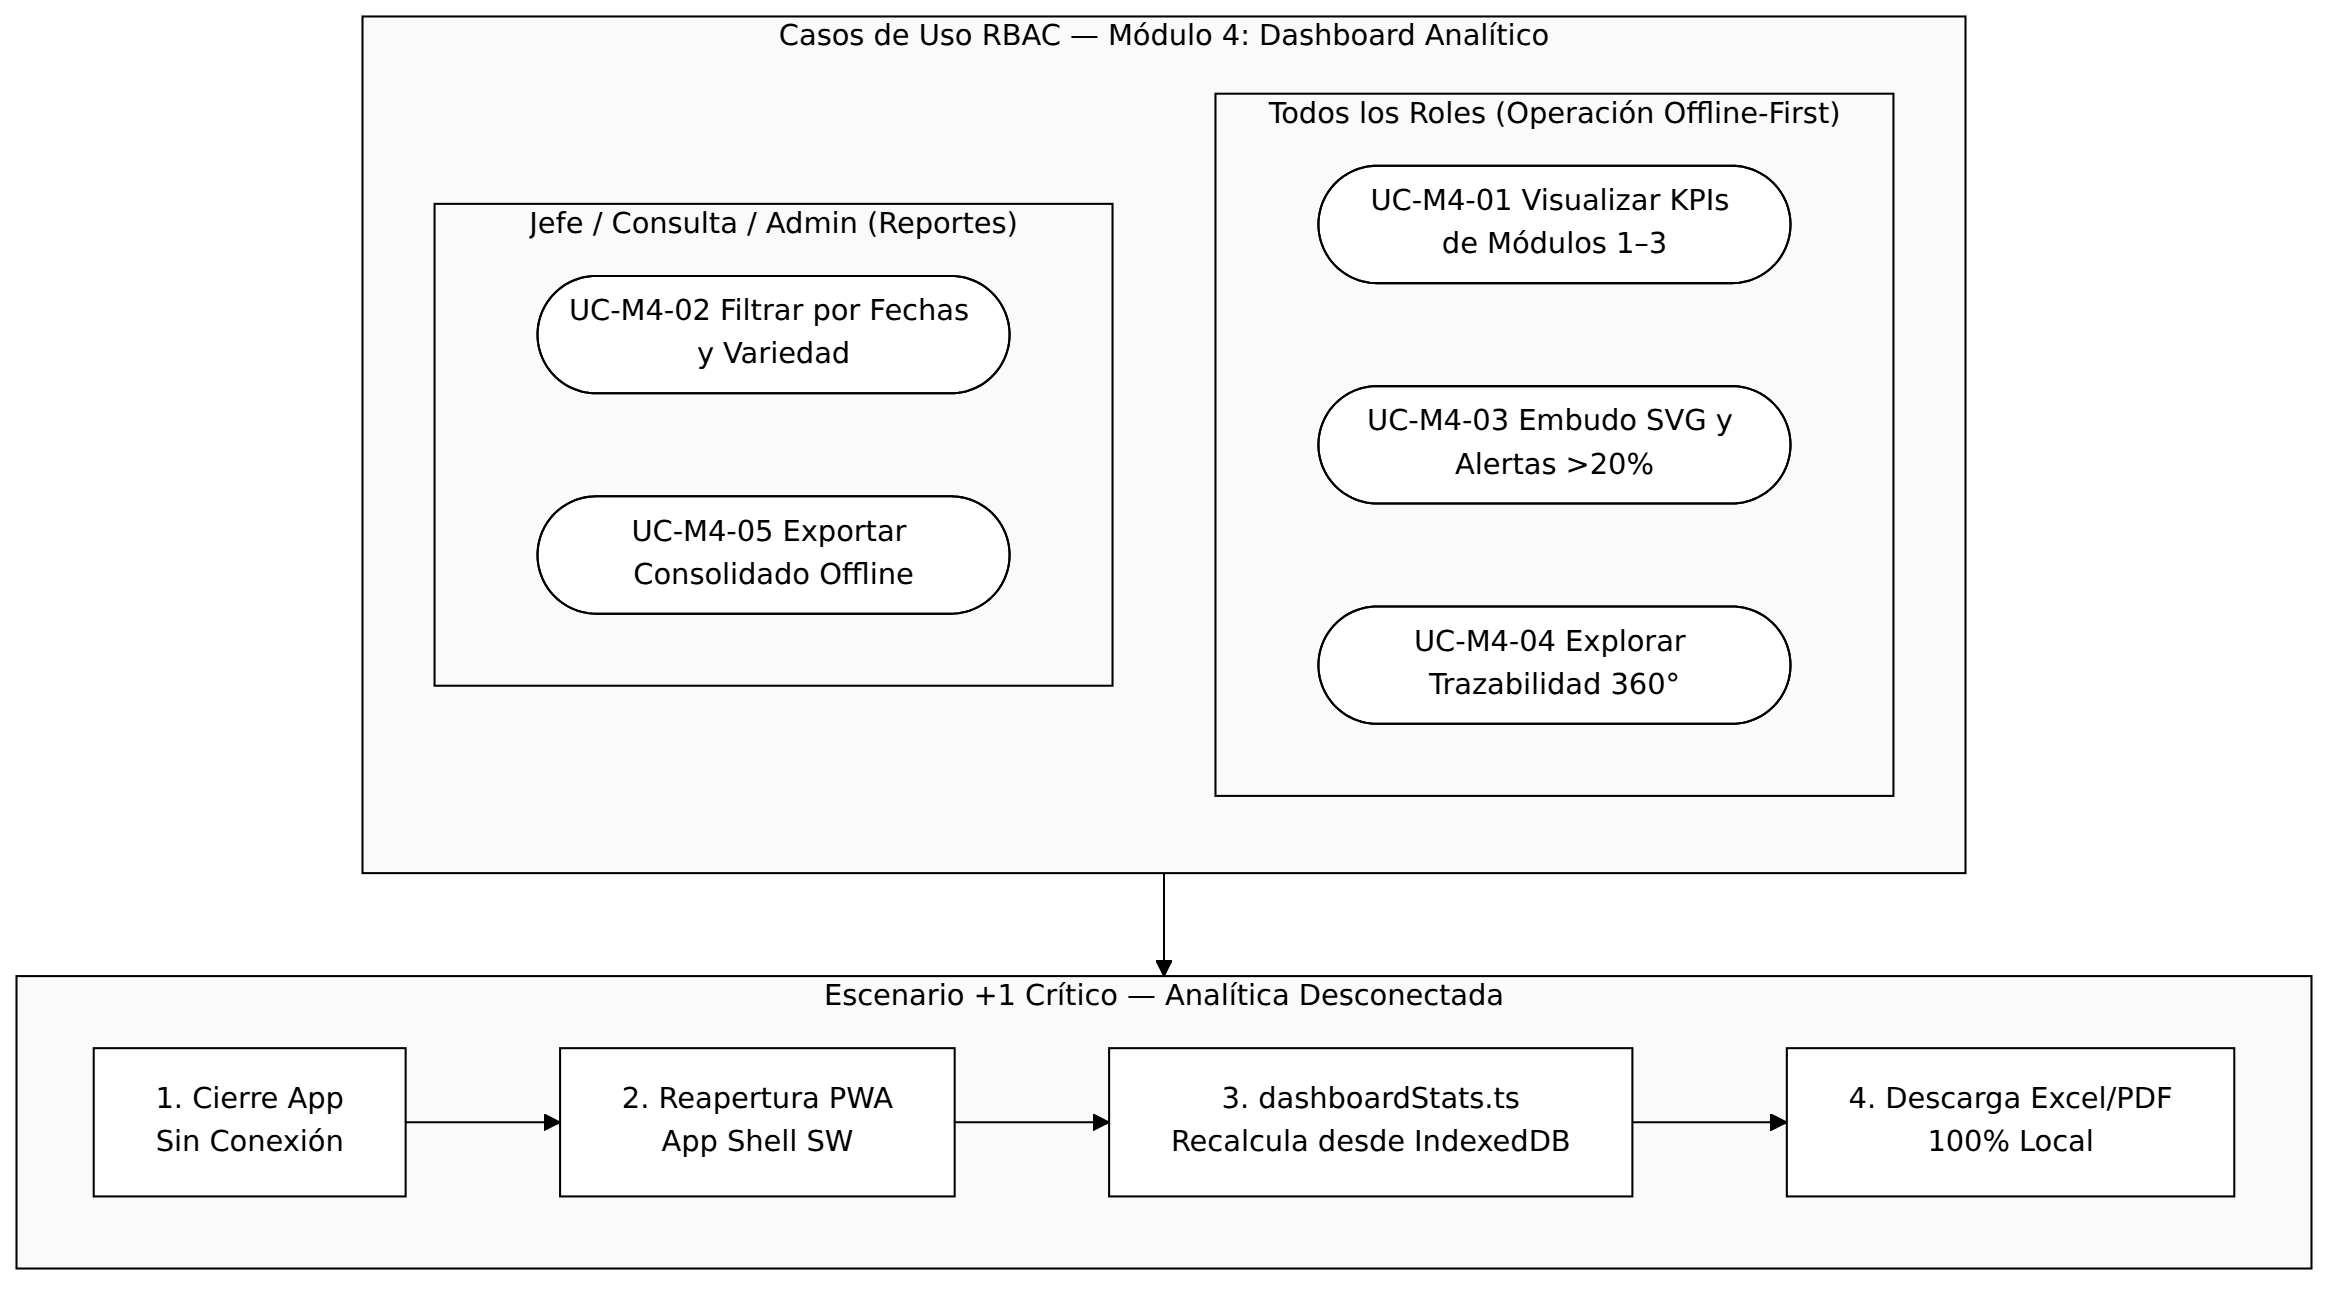 Casos de Uso RBAC — Módulo 4: Dashboard Analítico
Jefe / Consulta / Admin (Reportes)
UC-M4-02 Filtrar por Fechas
y Variedad
UC-M4-05 Exportar
Consolidado Offline
Todos los Roles (Operación Offline-First)
UC-M4-01 Visualizar KPIs
de Módulos 1–3
UC-M4-03 Embudo SVG y
Alertas >20%
UC-M4-04 Explorar
Trazabilidad 360°
Escenario +1 Crítico — Analítica Desconectada
1. Cierre App
Sin Conexión
2. Reapertura PWA
App Shell SW
3. dashboardStats.ts
Recalcula desde IndexedDB
4. Descarga Excel/PDF
100% Local